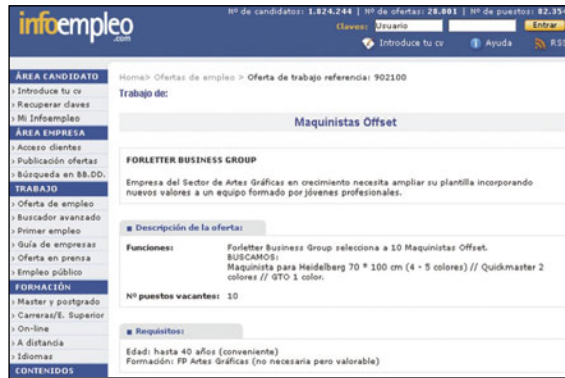 Nº de candidatos: 1.824.244 | Nº de ofertas: 28.801 | Nº de puestos: 82.354
infoempleo
.com
Claves: Usuario Entrar
Introduce tu cv Ayuda RSS
ÁREA CANDIDATO
› Introduce tu cv
› Recuperar claves
› Mi Infoempleo
ÁREA EMPRESA
› Acceso clientes
› Publicación ofertas
› Búsqueda en BB.DD.
TRABAJO
› Oferta de empleo
› Buscador avanzado
› Primer empleo
› Guía de empresas
› Oferta en prensa
› Empleo público
FORMACIÓN
› Master y postgrado
› Carreras/E. Superior
› On-line
› A distancia
› Idiomas
CONTENIDOS
Home> Ofertas de empleo > Oferta de trabajo referencia: 902100
Trabajo de:
Maquinistas Offset
FORLETTER BUSINESS GROUP
Empresa del Sector de Artes Gráficas en crecimiento necesita ampliar su plantilla incorporando
nuevos valores a un equipo formado por jóvenes profesionales.
Descripción de la oferta:
Funciones: Forletter Business Group selecciona a 10 Maquinistas Offset.
BUSCAMOS:
Maquinista para Heidelberg 70 * 100 cm (4 - 5 colores) // Quickmaster 2
colores // GTO 1 color.
Nº puestos vacantes: 10
Requisitos:
Edad: hasta 40 años (conveniente)
Formación: FP Artes Gráficas (no necesaria pero valorable)